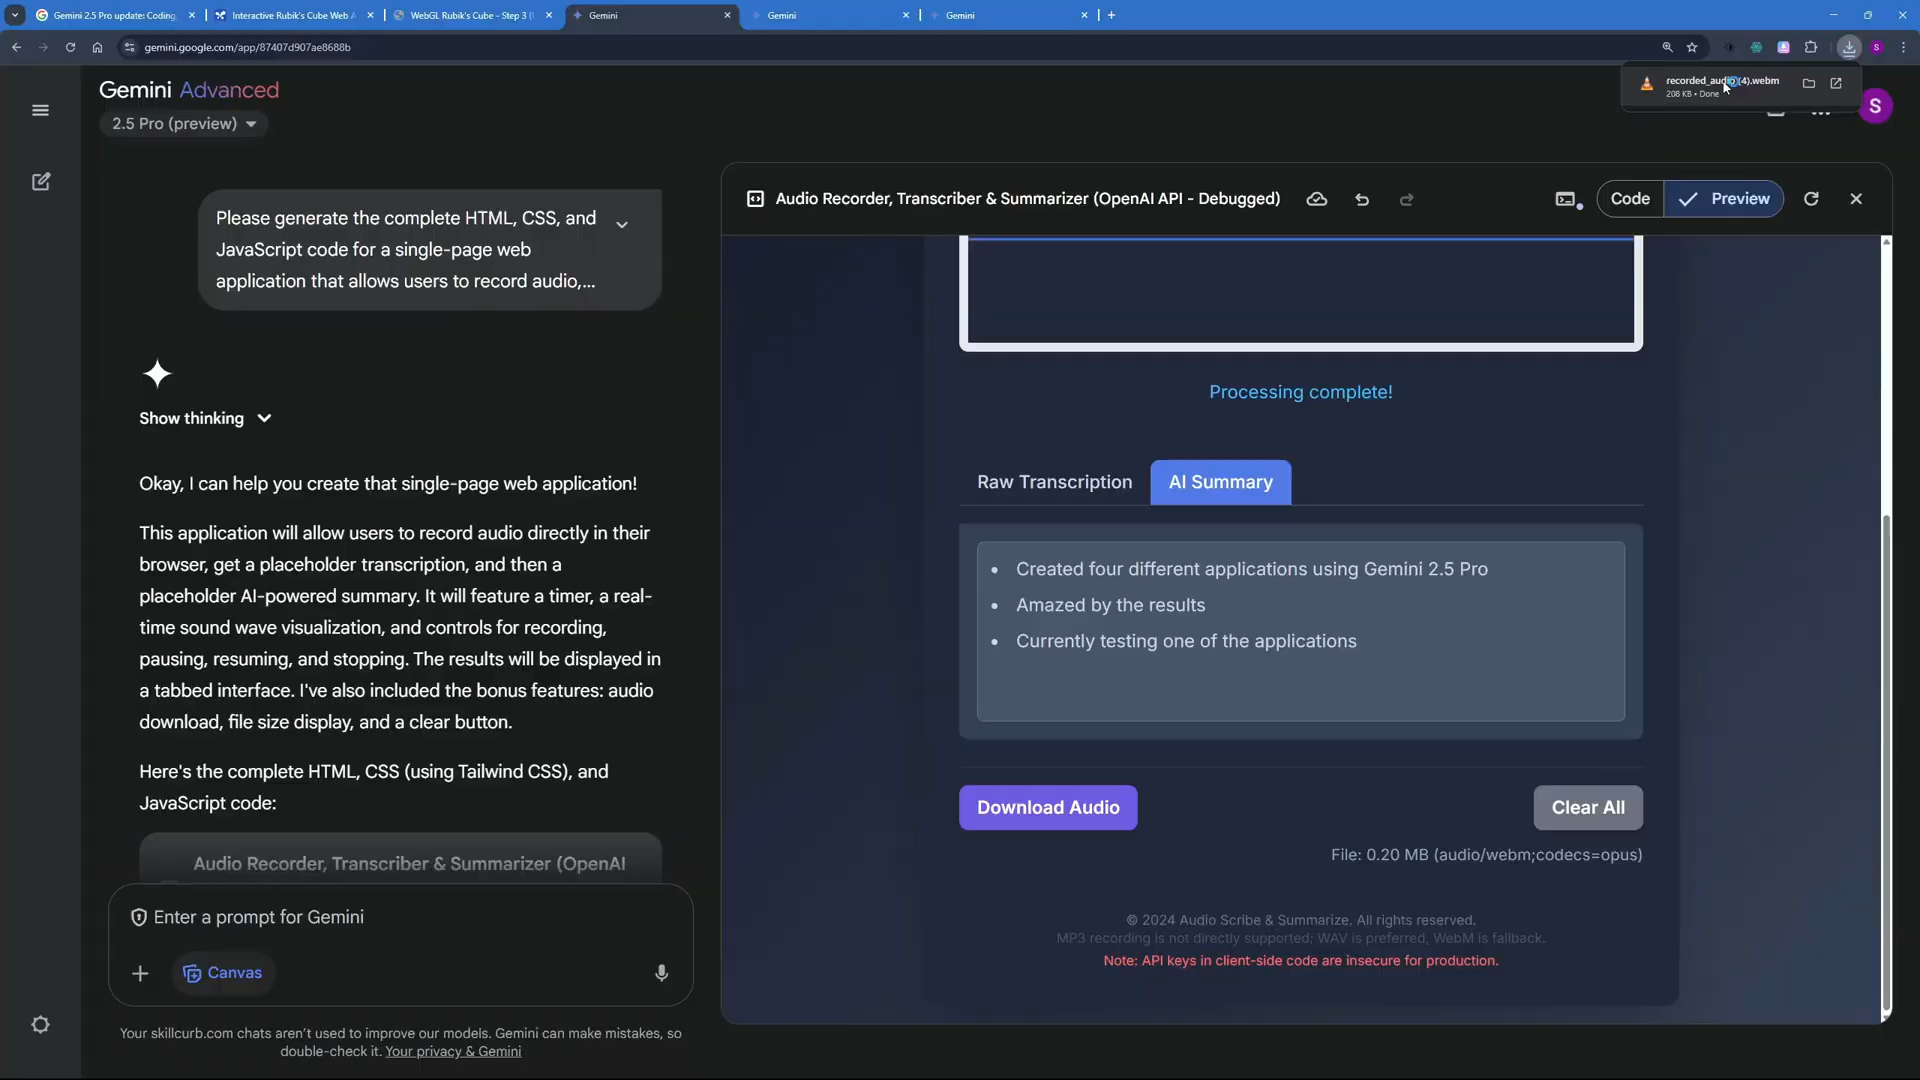 Gemini 2.5 Pro update: Coding
Interactive Rubik's Cube Web A
WebGL Rubik's Cube - Step 3 (
Gemini
Gemini
Gemini
gemini.google.com/app/87407d907ae8688b
S
recorded_audio (4).webm
208 KB • Done
Gemini Advanced
2.5 Pro (preview)
S
Please generate the complete HTML, CSS, and
JavaScript code for a single-page web
application that allows users to record audio,...
Show thinking
Okay, I can help you create that single-page web application!
This application will allow users to record audio directly in their
browser, get a placeholder transcription, and then a
placeholder AI-powered summary. It will feature a timer, a real-
time sound wave visualization, and controls for recording,
pausing, resuming, and stopping. The results will be displayed in
a tabbed interface. I've also included the bonus features: audio
download, file size display, and a clear button.
Here's the complete HTML, CSS (using Tailwind CSS), and
JavaScript code:
Audio Recorder, Transcriber & Summarizer (OpenAI
Enter a prompt for Gemini
Canvas
Your skillcurb.com chats aren't used to improve our models. Gemini can make mistakes, so
double-check it. Your privacy & Gemini
Audio Recorder, Transcriber & Summarizer (OpenAI API - Debugged)
Code
Preview
Processing complete!
Raw Transcription
AI Summary
• Created four different applications using Gemini 2.5 Pro
• Amazed by the results
• Currently testing one of the applications
Download Audio
Clear All
File: 0.20 MB (audio/webm;codecs=opus)
© 2024 Audio Scribe & Summarize. All rights reserved.
MP3 recording is not directly supported; WAV is preferred, WebM is fallback.
Note: API keys in client-side code are insecure for production.